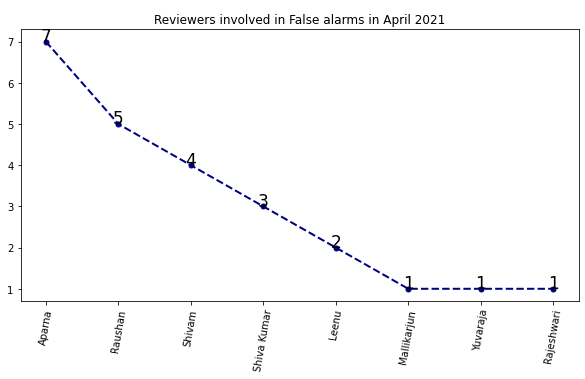 Reviewers involved in False alarms in April 2021
7
6
5
4
3
2
1
7
5
4
3
2
1
1
1
Aparna
Raushan
Shivam
Shiva Kumar
Leenu
Mallikarjun
Yuvaraja
Rajeshwari